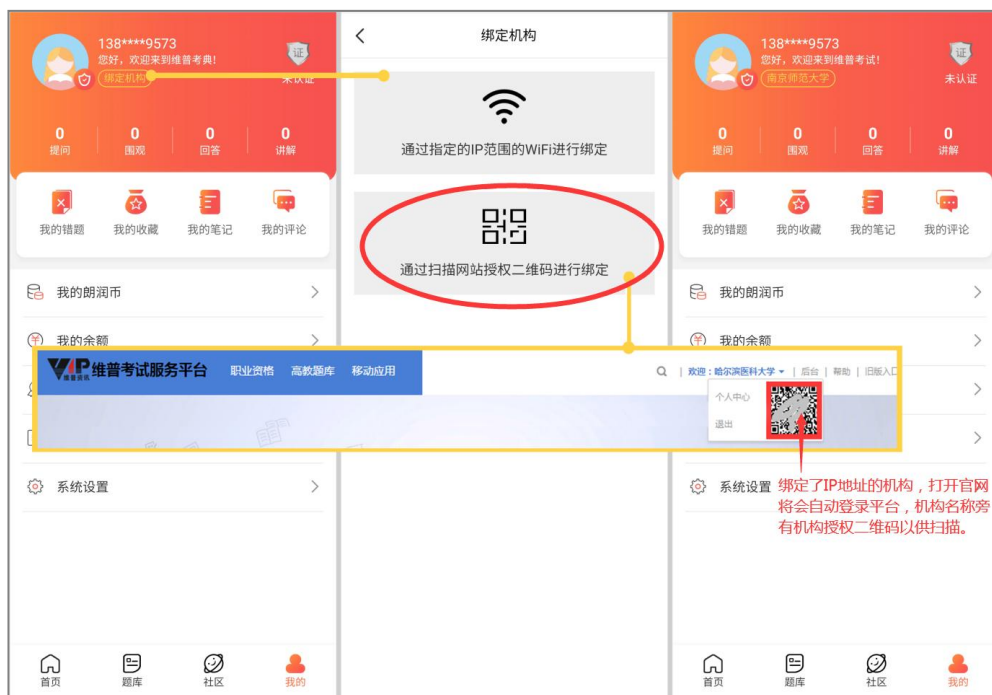 138****9573
您好，欢迎来到维普考典！
绑定机构
证
未认证
0 0 0 0
提问 围观 回答 讲解
我的错题 我的收藏 我的笔记 我的评论
我的朗润币
我的余额
系统设置
首页 题库 社区 我的
绑定机构
通过指定的IP范围的WiFi进行绑定
通过扫描网站授权二维码进行绑定
VIP 维普考试服务平台 职业资格 高教题库 移动应用
维普资讯
| 欢迎：哈尔滨医科大学 | 后台 | 帮助 | 旧版入口
个人中心
退出
138****9573
您好，欢迎来到维普考试！
南京师范大学
证
未认证
0 0 0 0
提问 围观 回答 讲解
我的错题 我的收藏 我的笔记 我的评论
我的朗润币
我的余额
系统设置
绑定了IP地址的机构，打开官网
将会自动登录平台，机构名称旁
有机构授权二维码以供扫描。
首页 题库 社区 我的